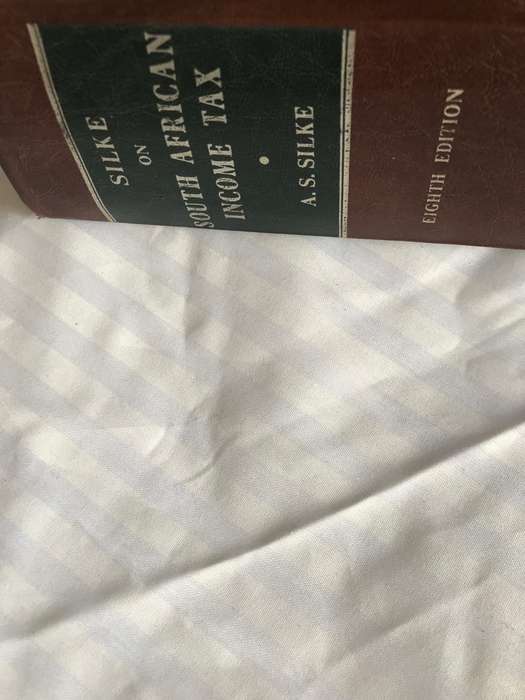 SILKE
ON
SOUTH AFRICAN
INCOME TAX
A. S. SILKE
EIGHTH EDITION